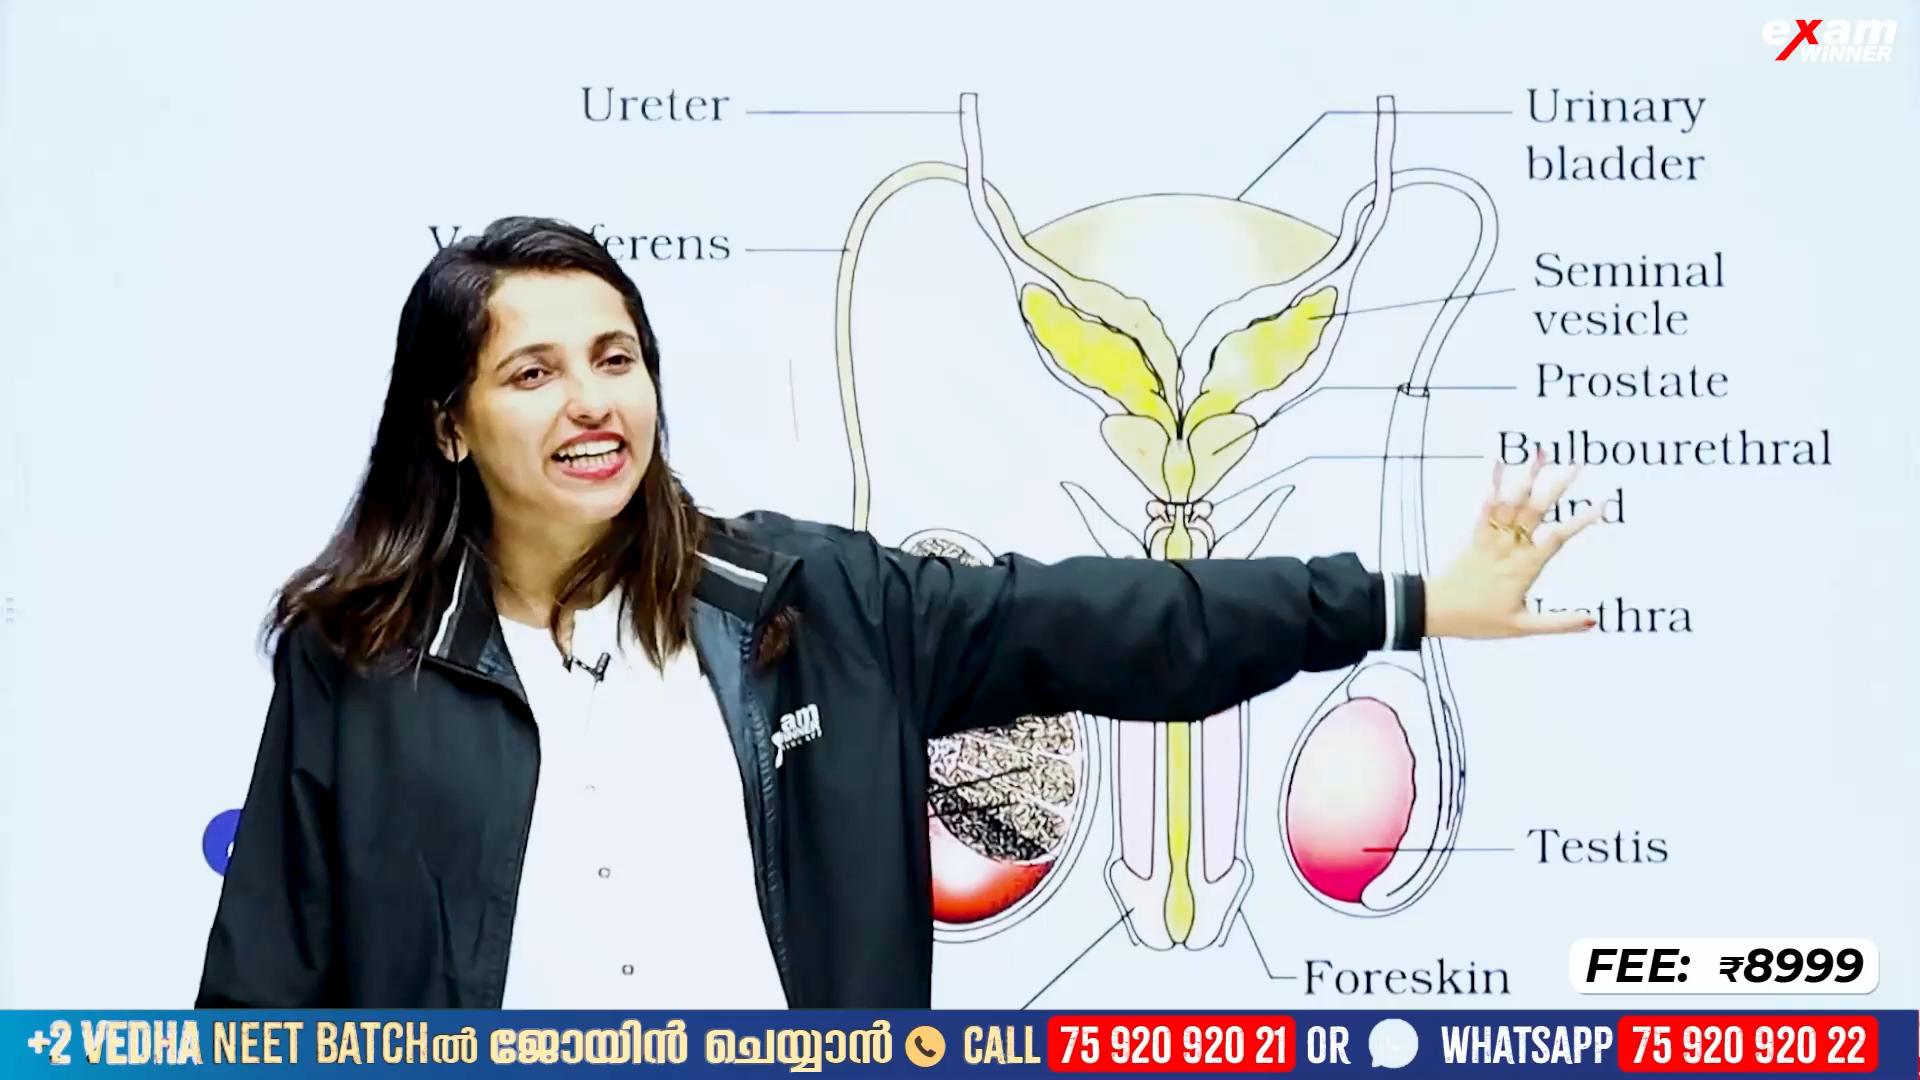 exam
WINNER
Ureter
Urinary
bladder
Seminal
vesicle
Prostate
Bulbourethral
Testis
Foreskin
FEE: ₹8999
+2 VEDHA NEET BATCHൽ ജോയിൻ ചെയ്യാൻ CALL 75 920 920 21 OR WHATSAPP 75 920 920 22